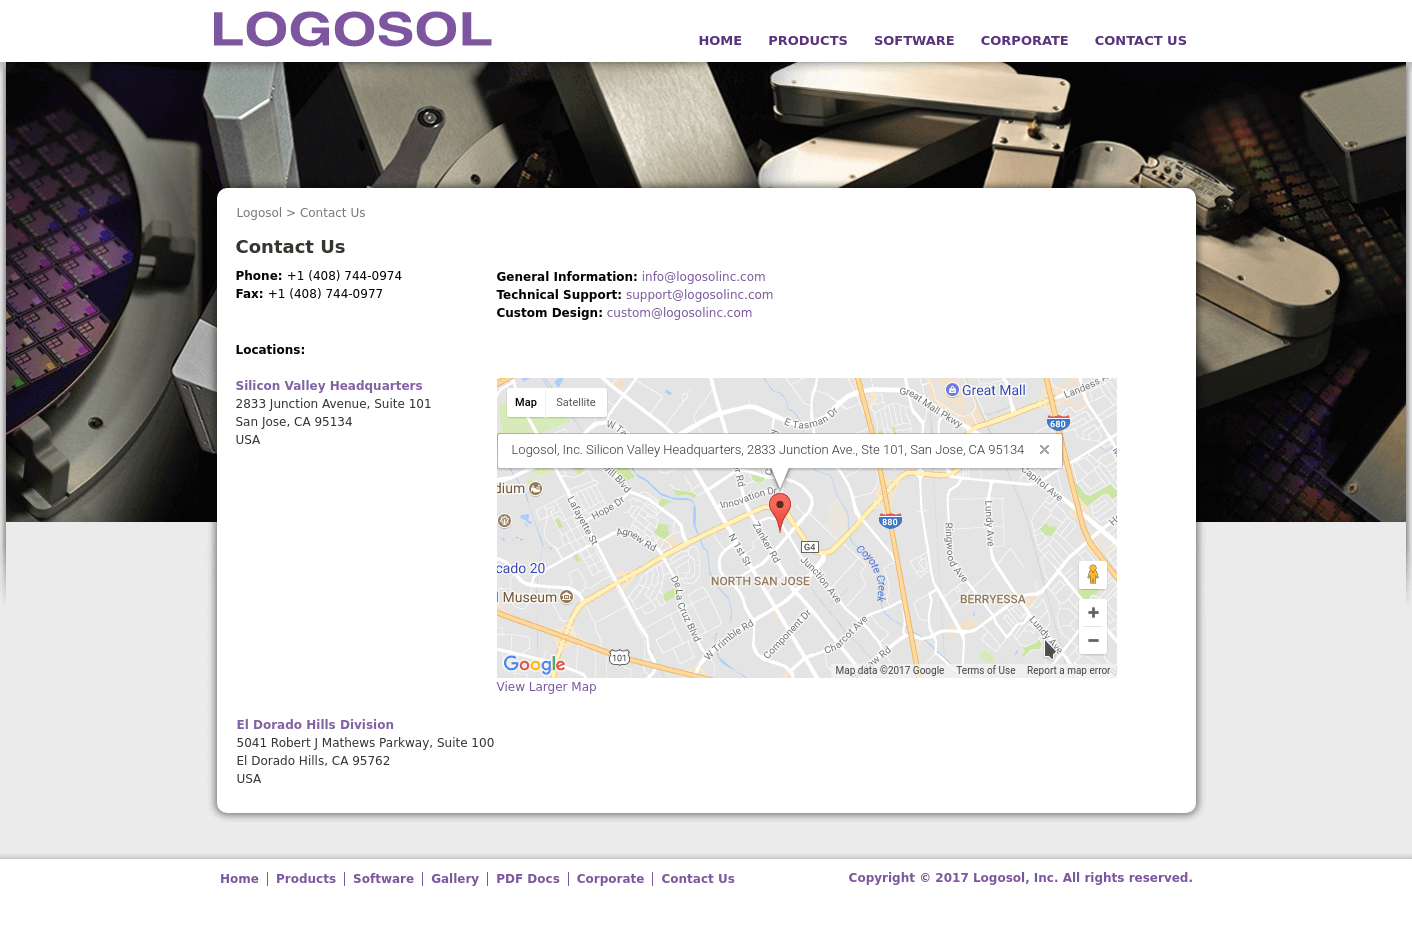 LOGOSOL
HOME PRODUCTS SOFTWARE CORPORATE CONTACT US
Logosol > Contact Us
Contact Us
Phone: +1 (408) 744-0974
Fax: +1 (408) 744-0977
General Information: info@logosolinc.com
Technical Support: support@logosolinc.com
Custom Design: custom@logosolinc.com
Locations:
Silicon Valley Headquarters
2833 Junction Avenue, Suite 101
San Jose, CA 95134
USA
Map Satellite
Great Mall
Great Mall Pkwy
Landess
E Tasman Dr
W Ta
680
Logosol, Inc. Silicon Valley Headquarters, 2833 Junction Ave., Ste 101, San Jose, CA 95134
Capitol Ave
dium
ill Blvd
Hope Dr
Lafayette St
Agnew Rd
Innovation Dr
Zanker Rd
N 1st St
G4
880
Lundy Ave
Ringwood Ave
Coyote Creek
Junction Ave
cado 20
NORTH SAN JOSE
l Museum
De La Cruz Blvd
BERRYESSA
Lundy Ave
W Trimble Rd
Component Dr
Charcot Ave
ow Rd
101
Google
Map data ©2017 Google Terms of Use Report a map error
View Larger Map
El Dorado Hills Division
5041 Robert J Mathews Parkway, Suite 100
El Dorado Hills, CA 95762
USA
Home | Products | Software | Gallery | PDF Docs | Corporate | Contact Us
Copyright © 2017 Logosol, Inc. All rights reserved.